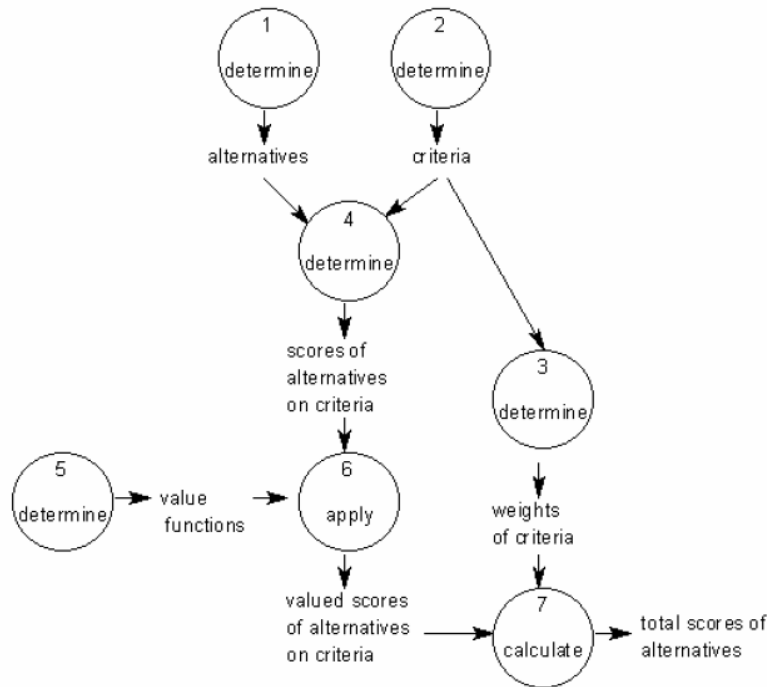 1
determine
2
determine
alternatives
criteria
4
determine
scores of
alternatives
on criteria
3
determine
5
determine
value
functions
6
apply
weights
of criteria
valued scores
of alternatives
on criteria
7
calculate
total scores of
alternatives